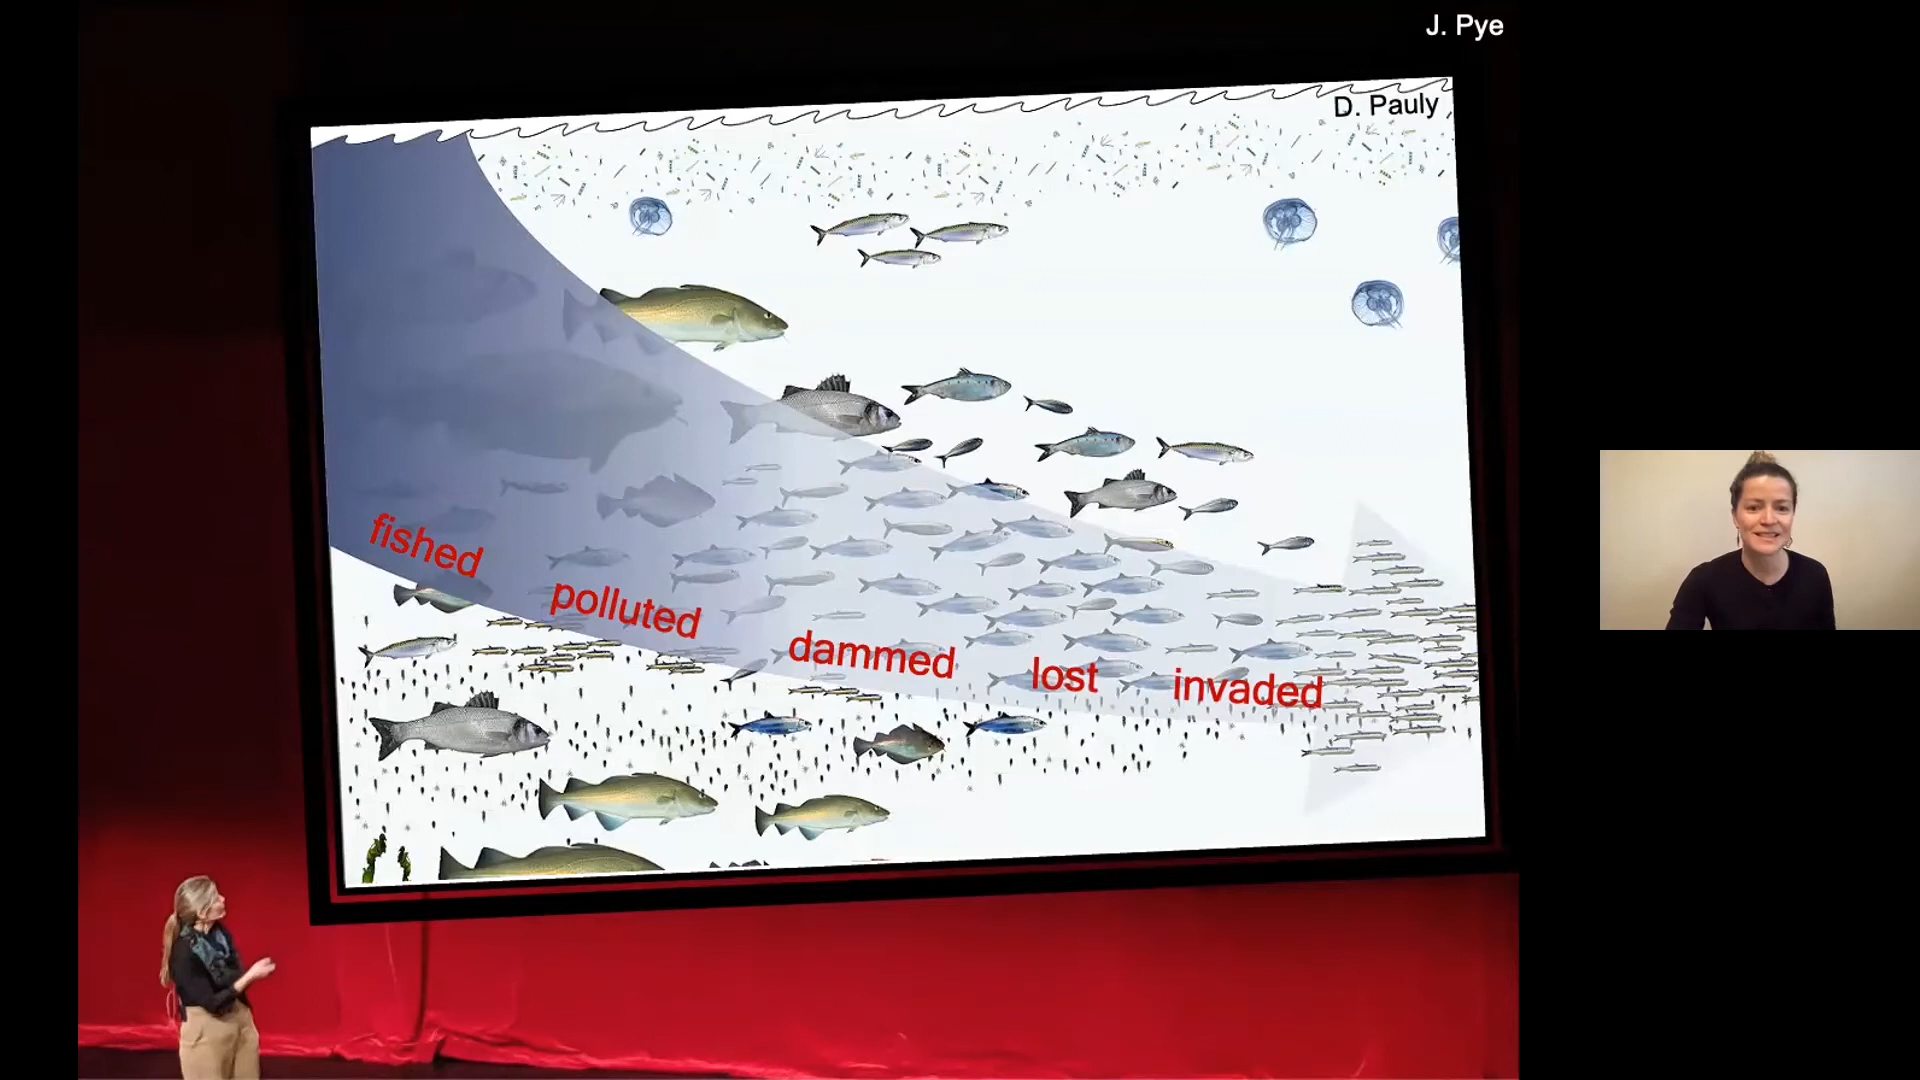 J. Pye
D. Pauly
fished
polluted
dammed
lost
invaded